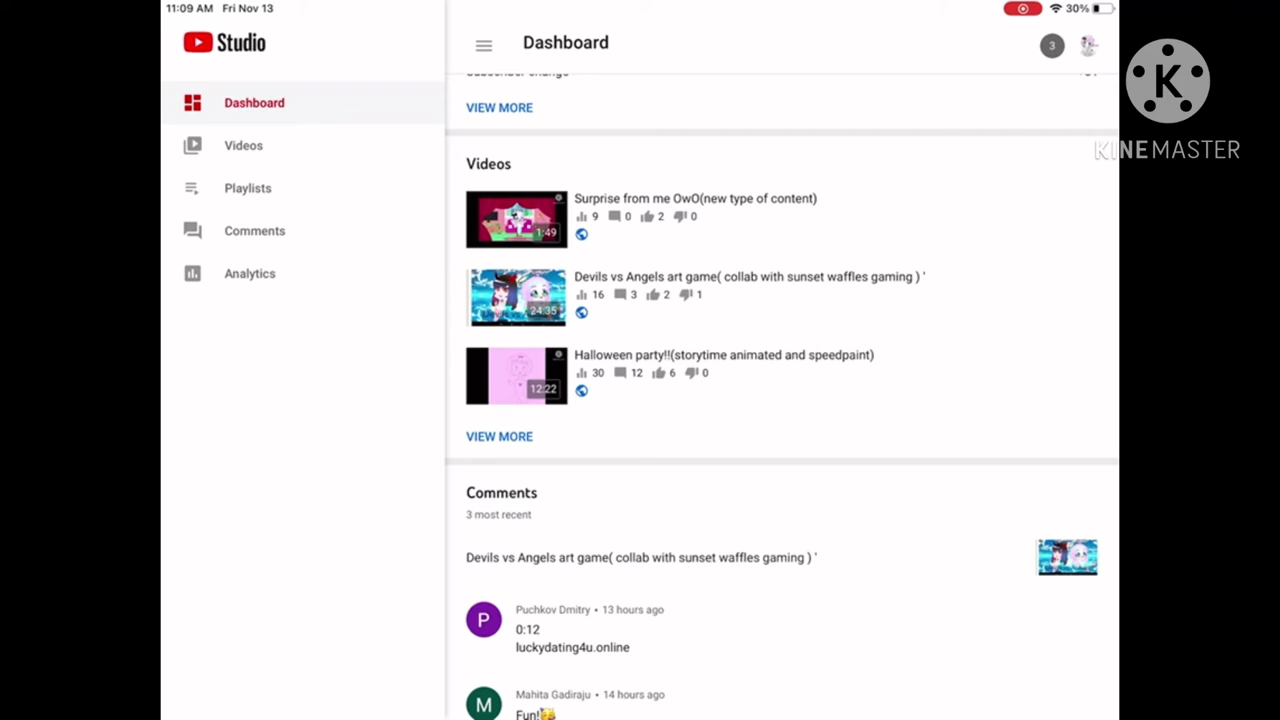 11:09 AM Fri Nov 13
30%
Studio
Dashboard
3
K
KINEMASTER
Dashboard
Videos
Playlists
Comments
Analytics
Subscriber change
VIEW MORE
Videos
Surprise from me OwO(new type of content)
9 0 2 0
1:49
Devils vs Angels art game( collab with sunset waffles gaming ) '
16 3 2 1
24:35
Halloween party!!(storytime animated and speedpaint)
30 12 6 0
12:22
VIEW MORE
Comments
3 most recent
Devils vs Angels art game( collab with sunset waffles gaming ) '
P
Puchkov Dmitry • 13 hours ago
0:12
luckydating4u.online
M
Mahita Gadiraju • 14 hours ago
Fun!